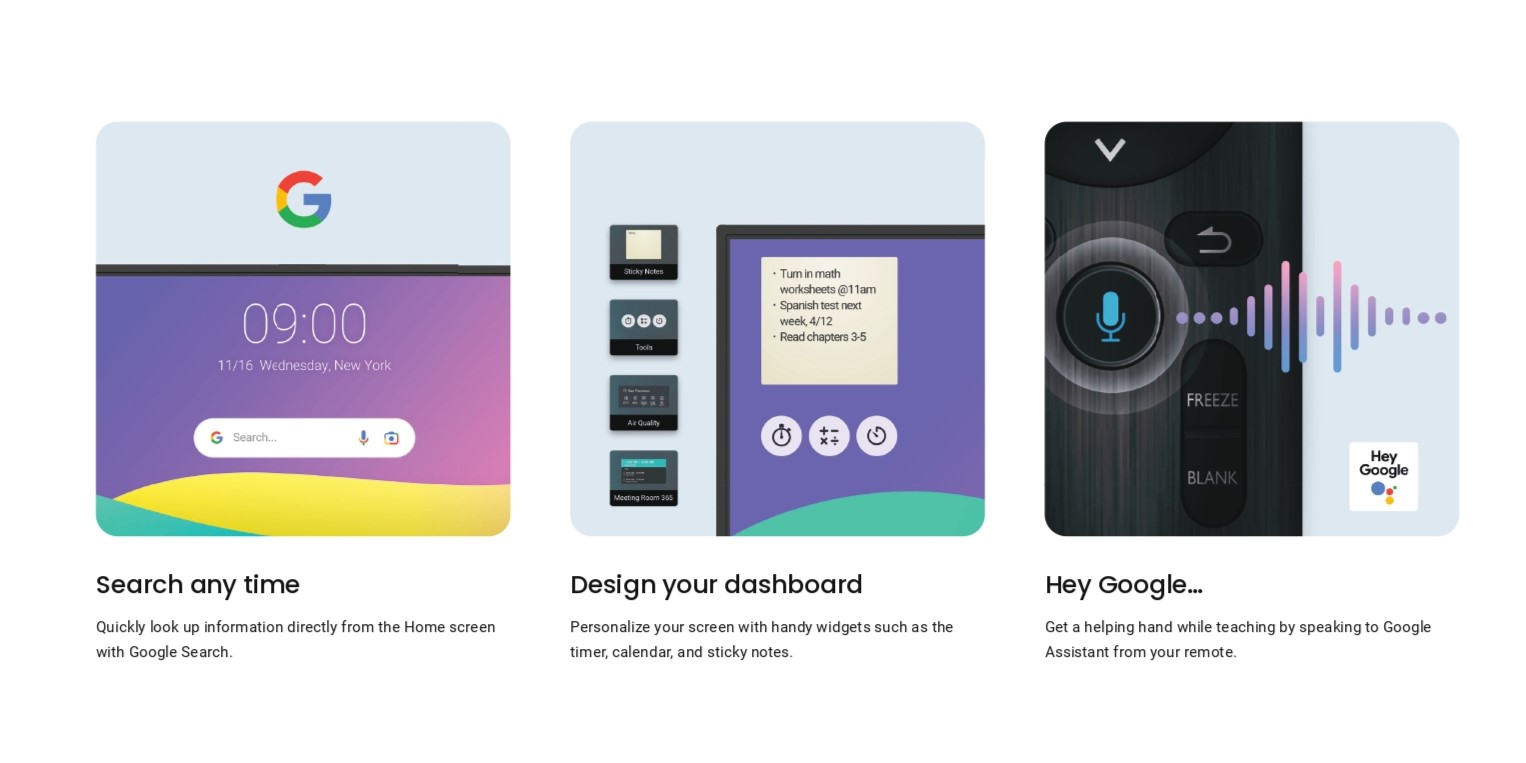 09:00
11/16 Wednesday, New York
Search...
Search any time
Quickly look up information directly from the Home screen
with Google Search.
Sticky Notes
Tools
Air Quality
Meeting Room 365
· Turn in math
worksheets @11am
· Spanish test next
week, 4/12
· Read chapters 3-5
Design your dashboard
Personalize your screen with handy widgets such as the
timer, calendar, and sticky notes.
FREEZE
BLANK
Hey
Google
Hey Google...
Get a helping hand while teaching by speaking to Google
Assistant from your remote.